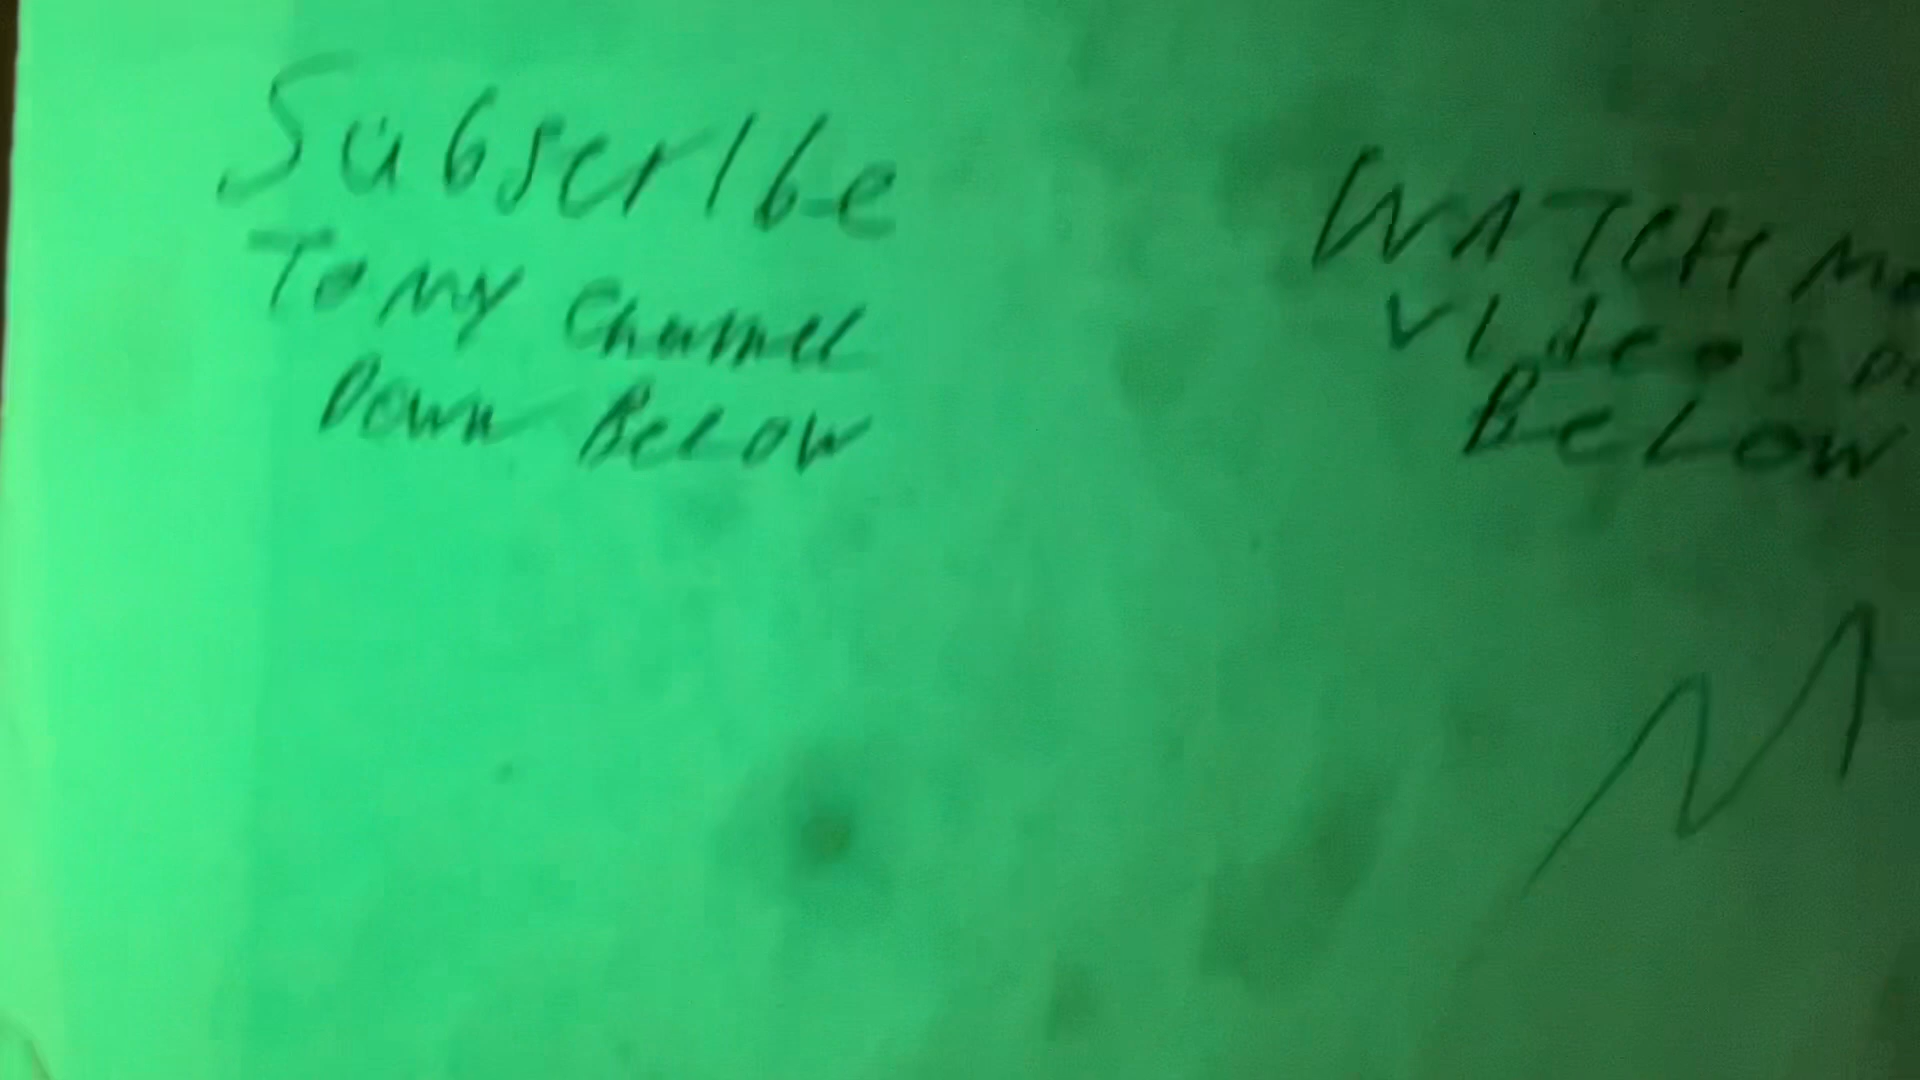 Subscribe
To My Channel
Down Below
WATCH
Videos
Below